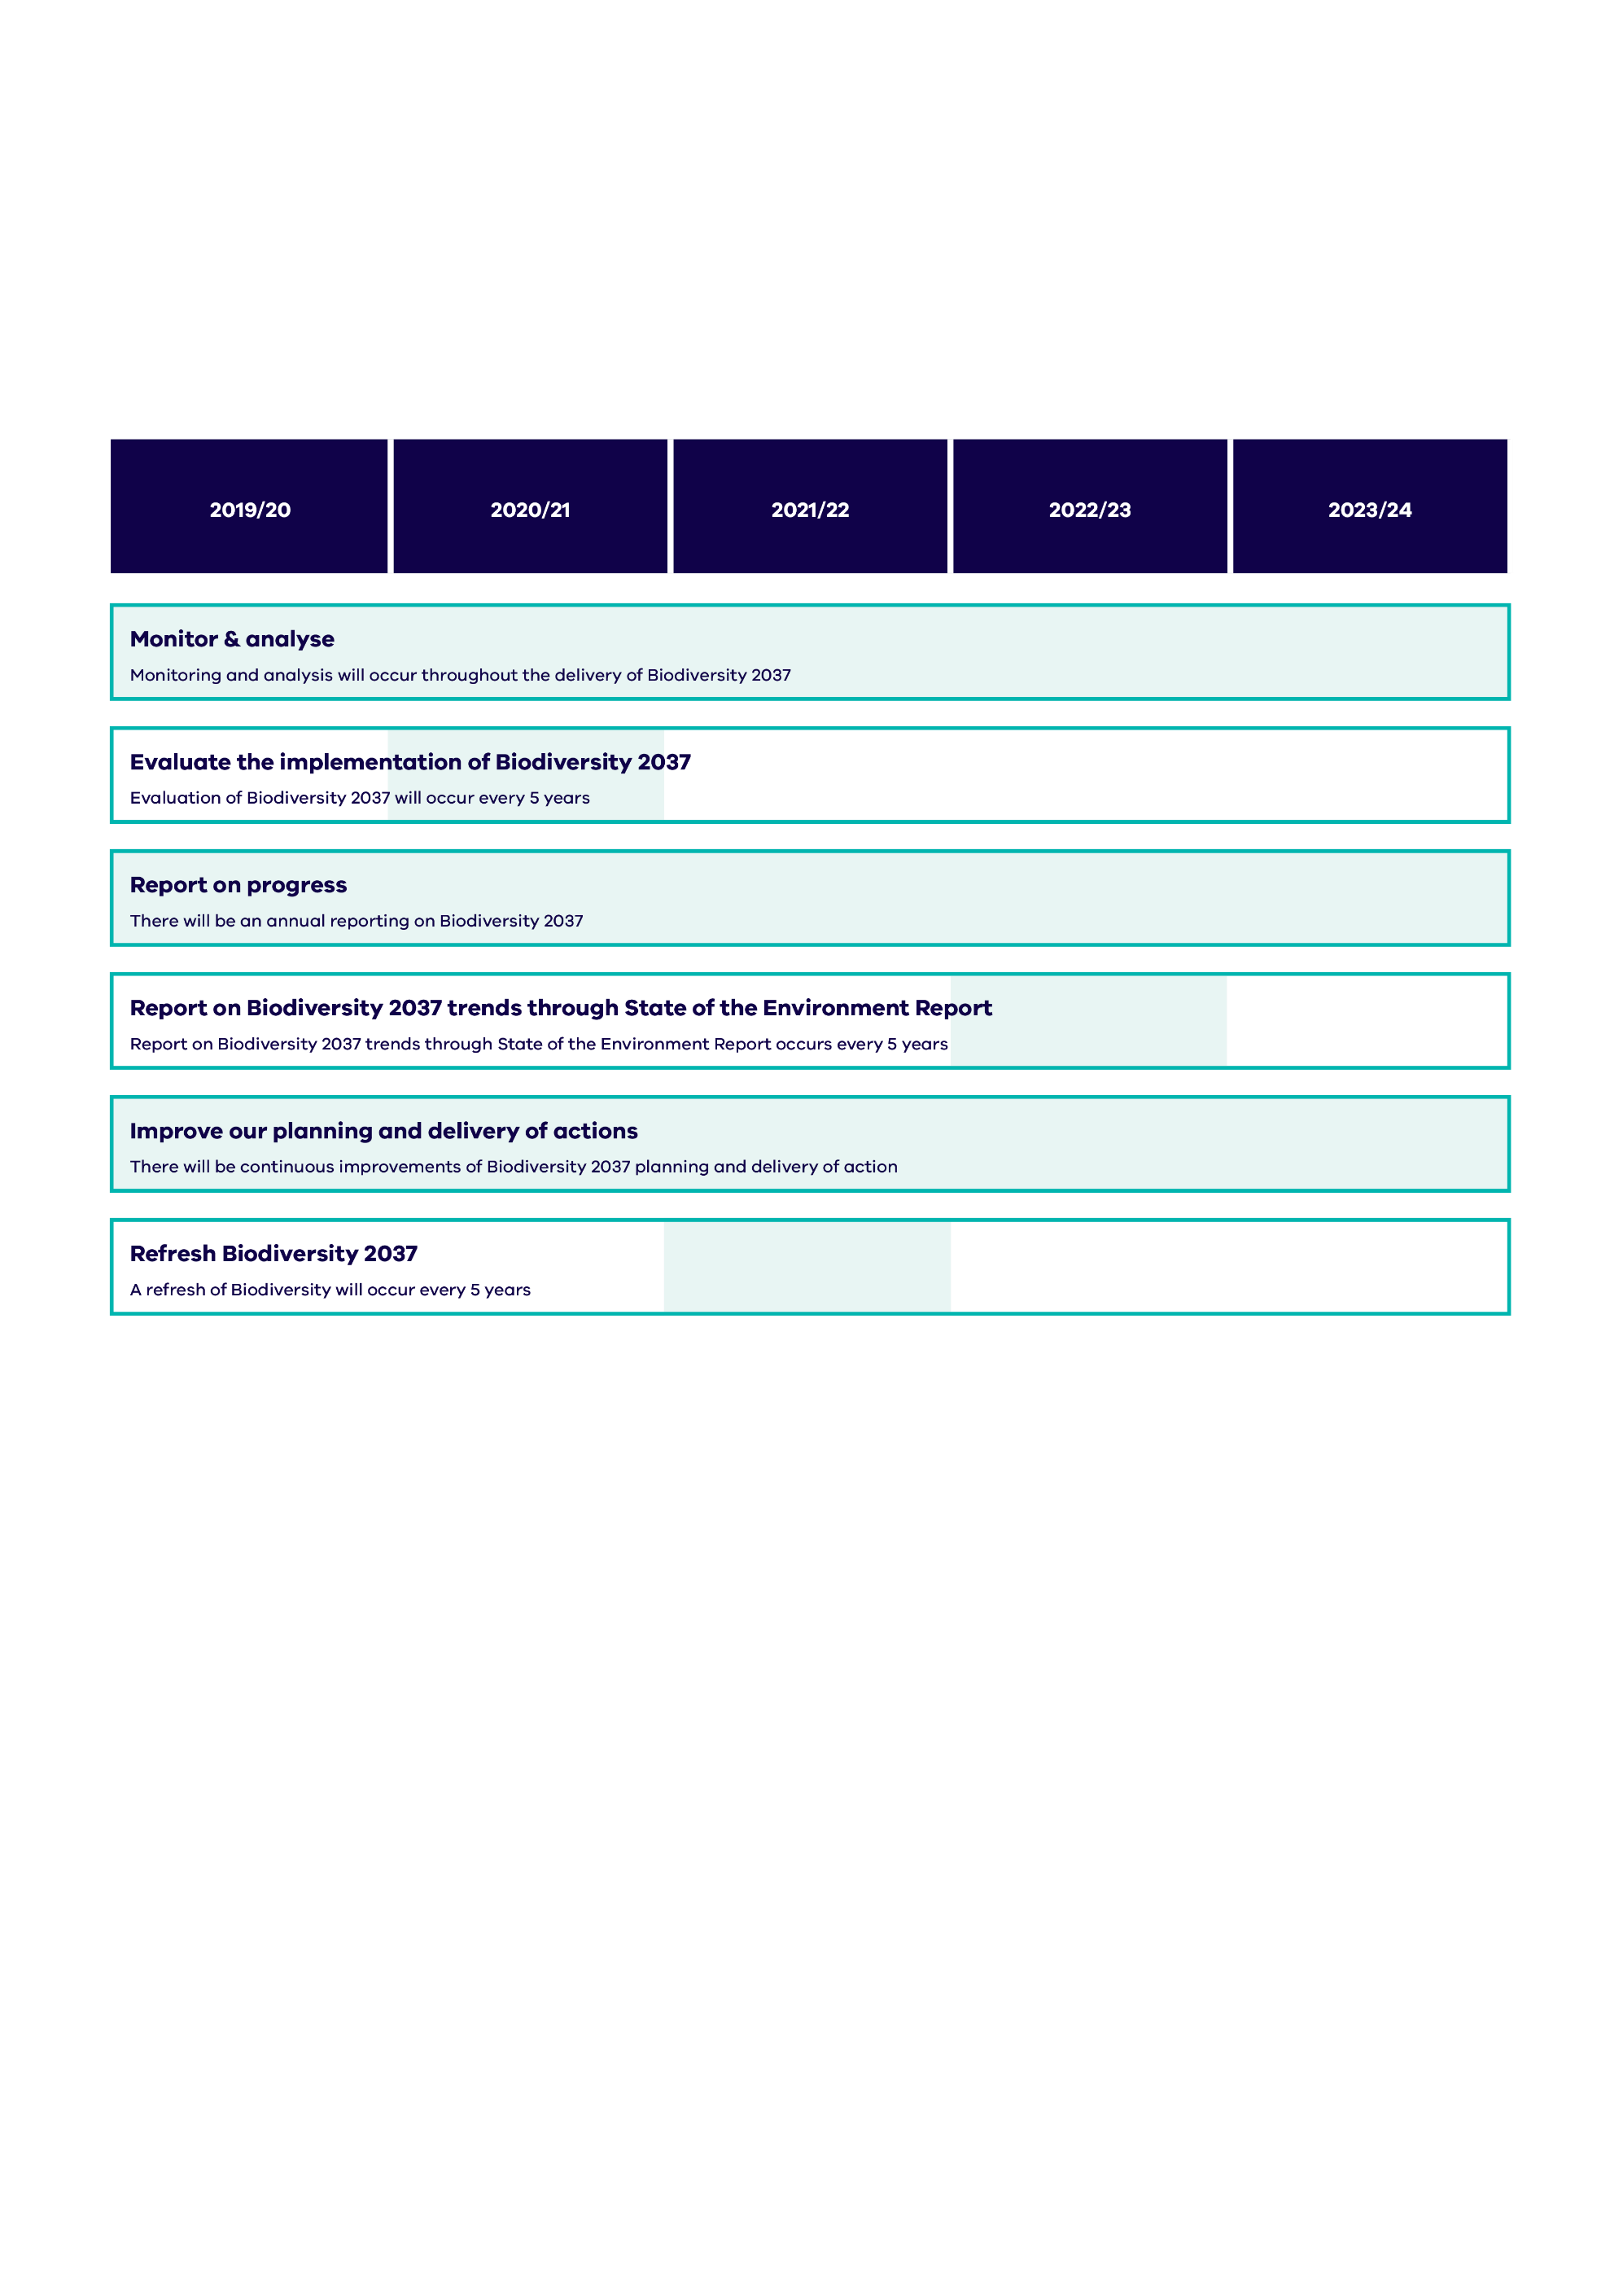 2019/20 2020/21 2021/22 2022/23 2023/24
Monitor & analyse
Monitoring and analysis will occur throughout the delivery of Biodiversity 2037
Evaluate the implementation of Biodiversity 2037
Evaluation of Biodiversity 2037 will occur every 5 years
Report on progress
There will be an annual reporting on Biodiversity 2037
Report on Biodiversity 2037 trends through State of the Environment Report
Report on Biodiversity 2037 trends through State of the Environment Report occurs every 5 years
Improve our planning and delivery of actions
There will be continuous improvements of Biodiversity 2037 planning and delivery of action
Refresh Biodiversity 2037
A refresh of Biodiversity will occur every 5 years